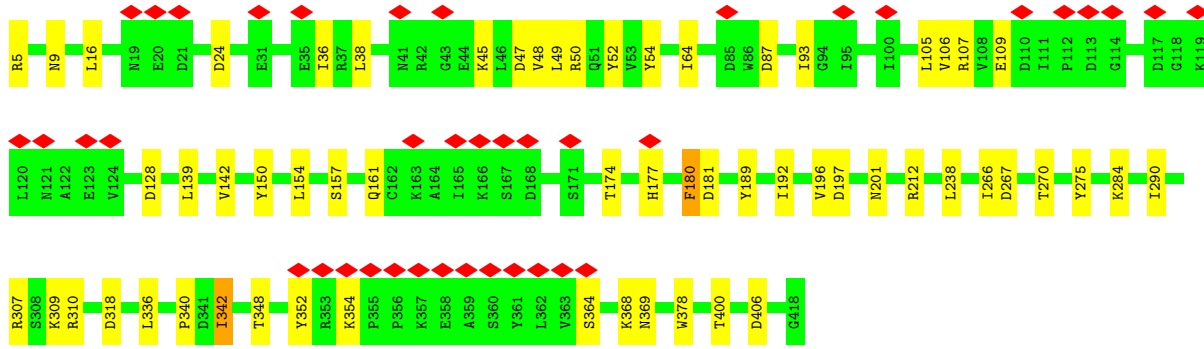 R5 N9 L16 N19 E20 D21 D24 E31 E35 I36 R37 L38 N41 R42 G43 E44 K45 L46 D47 V48 L49 R50 Q51 Y52 V53 Y54 I64 D85 W86 D87 I93 G94 I95 I100 L105 V106 R107 V108 E109 D110 I111 P112 D113 G114 D117 G118 K119
L120 N121 A122 E123 V124 D128 L139 V142 Y150 L154 S157 Q161 C162 K163 A164 I165 K166 S167 D168 S171 T174 H177 F180 D181 Y189 I192 V196 D197 N201 R212 L238 I266 D267 T270 Y275 K284 I290
R307 S308 K309 R310 D318 L336 P340 D341 I342 T348 Y352 R353 K354 P355 P356 K357 E358 A359 S360 Y361 L362 V363 S364 K368 N369 W378 T400 D406 G418